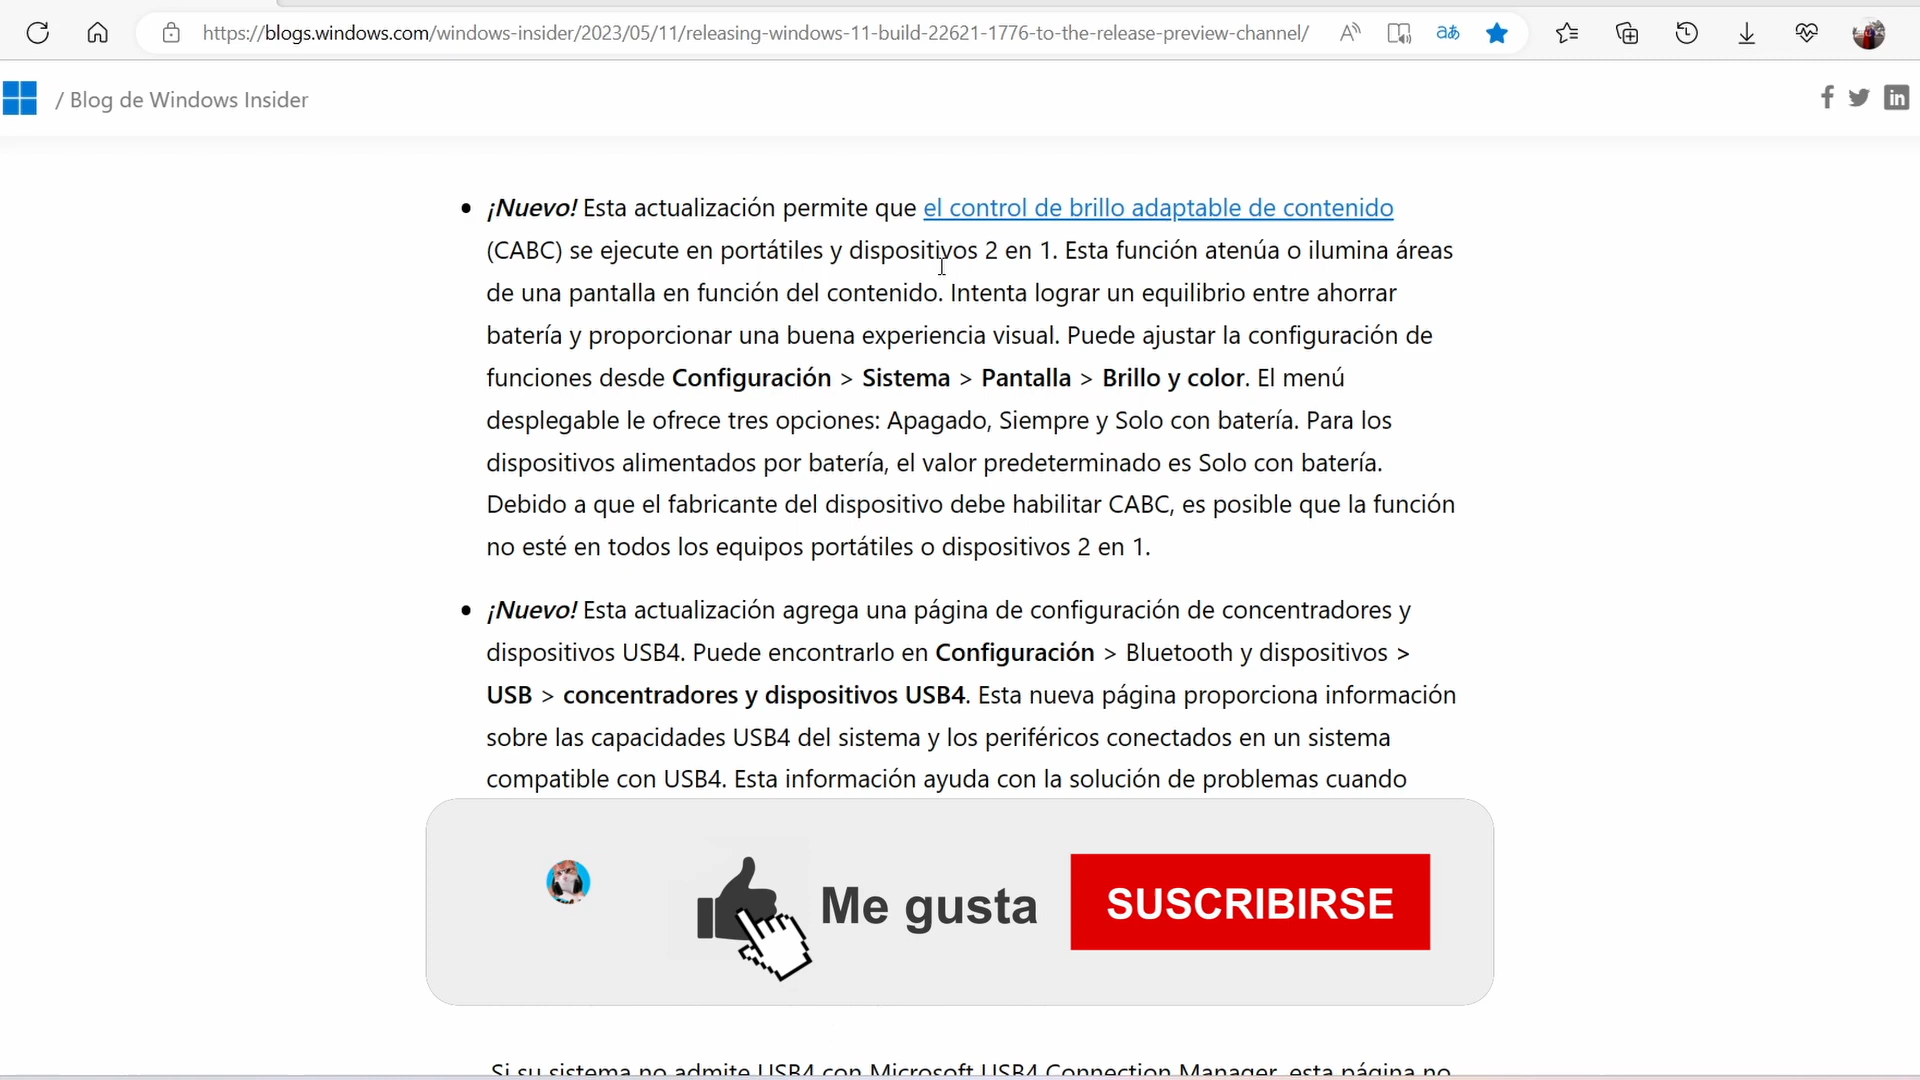 https://blogs.windows.com/windows-insider/2023/05/11/releasing-windows-11-build-22621-1776-to-the-release-preview-channel/
/ Blog de Windows Insider
• ¡Nuevo! Esta actualización permite que el control de brillo adaptable de contenido
(CABC) se ejecute en portátiles y dispositivos 2 en 1. Esta función atenúa o ilumina áreas
de una pantalla en función del contenido. Intenta lograr un equilibrio entre ahorrar
batería y proporcionar una buena experiencia visual. Puede ajustar la configuración de
funciones desde Configuración > Sistema > Pantalla > Brillo y color. El menú
desplegable le ofrece tres opciones: Apagado, Siempre y Solo con batería. Para los
dispositivos alimentados por batería, el valor predeterminado es Solo con batería.
Debido a que el fabricante del dispositivo debe habilitar CABC, es posible que la función
no esté en todos los equipos portátiles o dispositivos 2 en 1.
• ¡Nuevo! Esta actualización agrega una página de configuración de concentradores y
dispositivos USB4. Puede encontrarlo en Configuración > Bluetooth y dispositivos >
USB > concentradores y dispositivos USB4. Esta nueva página proporciona información
sobre las capacidades USB4 del sistema y los periféricos conectados en un sistema
compatible con USB4. Esta información ayuda con la solución de problemas cuando
Me gusta
SUSCRIBIRSE
Si su sistema no admite USB4 con Microsoft USB4 Connection Manager, esta página no